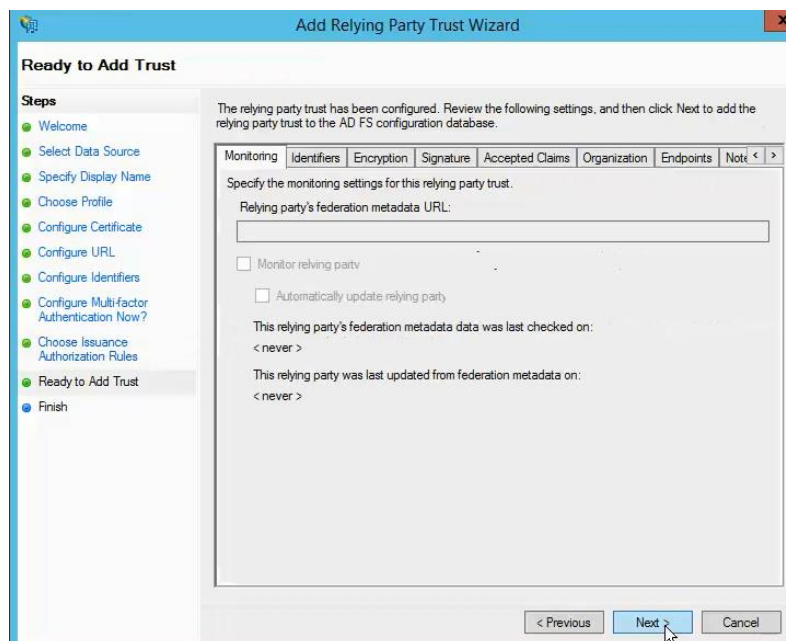 Add Relying Party Trust Wizard
x
Ready to Add Trust
Steps
Welcome
Select Data Source
Specify Display Name
Choose Profile
Configure Certificate
Configure URL
Configure Identifiers
Configure Multi-factor
Authentication Now?
Choose Issuance
Authorization Rules
Ready to Add Trust
Finish
The relying party trust has been configured. Review the following settings, and then click Next to add the
relying party trust to the AD FS configuration database.
Monitoring Identifiers Encryption Signature Accepted Claims Organization Endpoints Note < >
Specify the monitoring settings for this relying party trust.
Relying party's federation metadata URL:
Monitor relying party
Automatically update relying party
This relying party's federation metadata data was last checked on:
< never >
This relying party was last updated from federation metadata on:
< never >
< Previous Next > Cancel